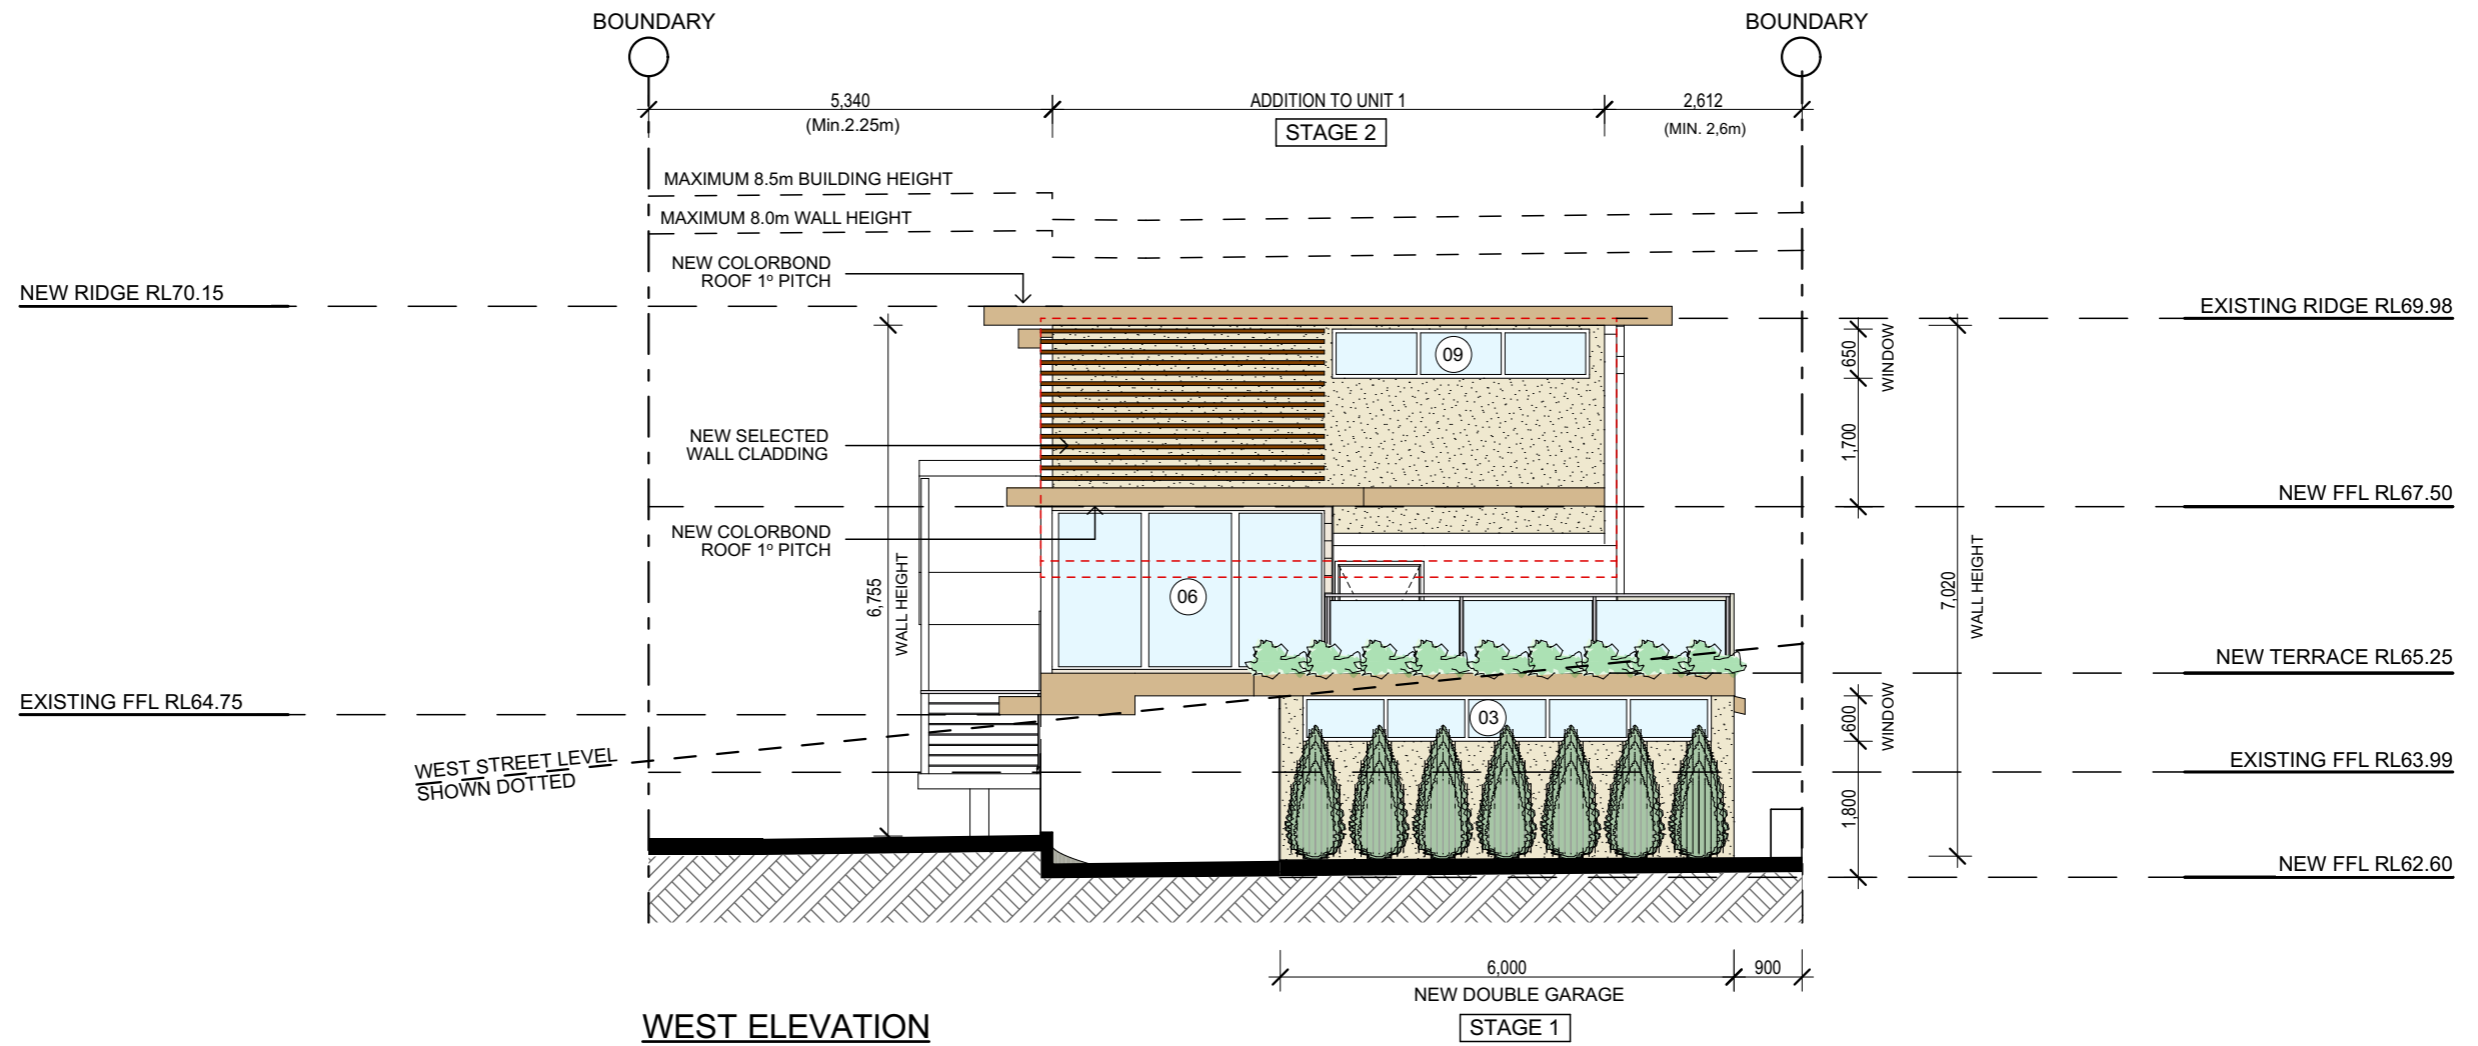 BOUNDARY
BOUNDARY
5,340
(Min.2.25m)
ADDITION TO UNIT 1
STAGE 2
2,612
(MIN. 2,6m)
MAXIMUM 8.5m BUILDING HEIGHT
MAXIMUM 8.0m WALL HEIGHT
NEW COLORBOND
ROOF 1º PITCH
NEW RIDGE RL70.15
EXISTING RIDGE RL69.98
650
WINDOW
09
NEW SELECTED
WALL CLADDING
1,700
NEW FFL RL67.50
NEW COLORBOND
ROOF 1º PITCH
6,755
WALL HEIGHT
06
7,020
WALL HEIGHT
NEW TERRACE RL65.25
EXISTING FFL RL64.75
03
600
WINDOW
WEST STREET LEVEL
SHOWN DOTTED
EXISTING FFL RL63.99
1,800
NEW FFL RL62.60
6,000
900
NEW DOUBLE GARAGE
STAGE 1
WEST ELEVATION